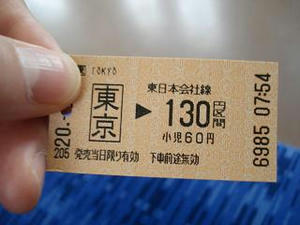 TOKYO
東京 ▶ 東日本会社線 130円区間
小児60円
発売当日限り有効 下車前途無効
20.-
205
6985 07:54